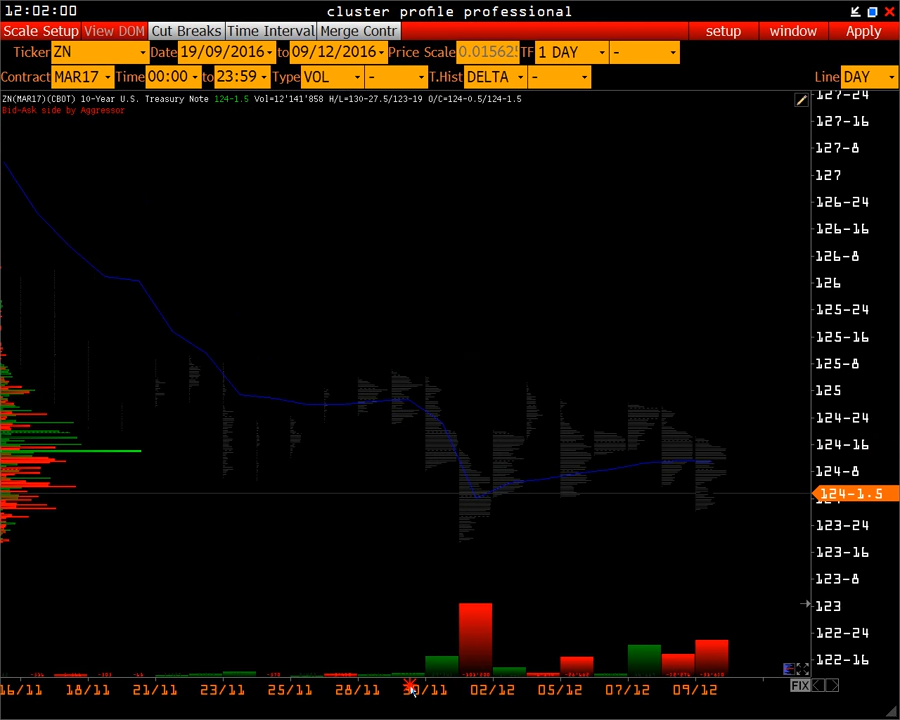 12:02:00 cluster profile professional
Scale Setup View DOM Cut Breaks Time Interval Merge Contr setup window Apply
Ticker ZN Date 19/09/2016 to 09/12/2016 Price Scale 0.01562 TF 1 DAY -
Contract MAR17 Time 00:00 to 23:59 Type VOL - T.Hist DELTA - Line DAY
ZN(MAR17)(CBOT) 10-Year U.S. Treasury Note 124-1.5 Vol=12'141'858 H/L=130-27.5/123-19 O/C=124-0.5/124-1.5
Bid-Ask side by Aggressor
127-24
127-16
127-8
127
126-24
126-16
126-8
126
125-24
125-16
125-8
125
124-24
124-16
124-8
124-1.5
123-24
123-16
123-8
123
122-24
122-16
FIX
16/11 18/11 21/11 23/11 25/11 28/11 30/11 02/12 05/12 07/12 09/12